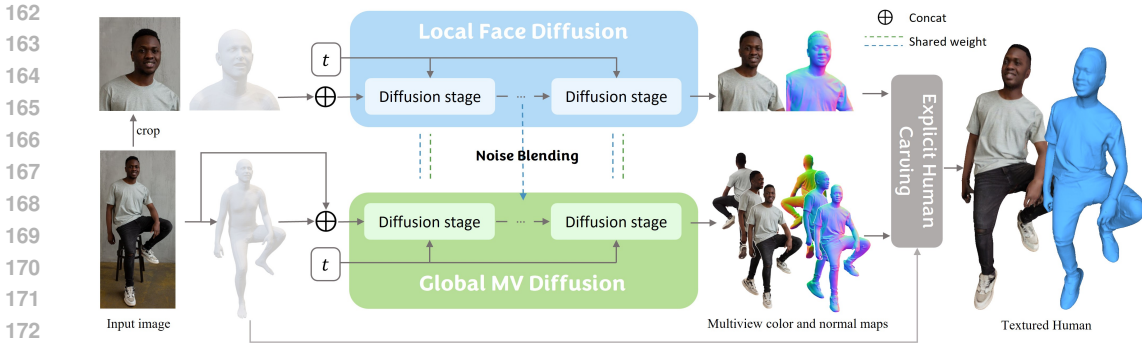 162
163
164
165
166
167
168
169
170
171
172
Local Face Diffusion
t
Diffusion stage
...
Diffusion stage
Concat
Shared weight
crop
Noise Blending
Explicit Human
Carving
Diffusion stage
...
Diffusion stage
t
Global MV Diffusion
Input image
Multiview color and normal maps
Textured Human